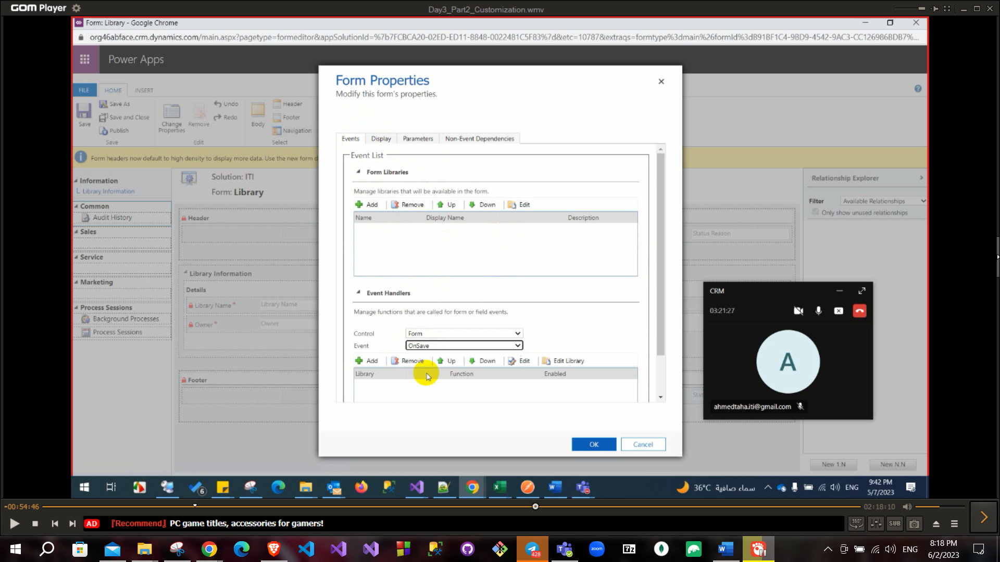 GOM Player
Day3_Part2_Customization.wmv
Form: Library - Google Chrome
org46abface.crm.dynamics.com/main.aspx?pagetype=formeditor&appSolutionId=%7b7FCBCA20-02ED-ED11-8848-0022481C5F83%7d&etc=10787&extraqs=formtype%3dmain%26formId%3dB91BF1C4-9BD9-4542-9AC3-CC126986BDB7%...
Power Apps
FILE
HOME
INSERT
Save
Save As
Save and Close
Publish
Save
Change Properties
Remove
Undo
Redo
Edit
Body
Header
Footer
Navigation
Select
Form headers now default to high density to display more data. Use the new form d
Information
Library Information
Common
Audit History
Sales
Service
Marketing
Process Sessions
Background Processes
Process Sessions
Solution: ITI
Form: Library
Header
Library Information
Details
Library Name*
Library Name
Owner*
Owner
Footer
Form Properties
Modify this form's properties.
Events
Display
Parameters
Non-Event Dependencies
Event List
Form Libraries
Manage libraries that will be available in the form.
Add
Remove
Up
Down
Edit
Name
Display Name
Description
Event Handlers
Manage functions that are called for form or field events.
Control
Form
Event
OnSave
Add
Remove
Up
Down
Edit
Edit Library
Library
Function
Enabled
OK
Cancel
Status Reason
Stat
Relationship Explorer
Filter
Available Relationships
Only show unused relationships
New 1:N
New N:N
CRM
03:21:27
A
ahmedtaha.iti@gmail.com
6
36°C سماء صافية
ENG
9:42 PM
5/7/2023
-00:54:46
02:18:10
AD
『Recommend』 PC game titles, accessories for gamers!
360°
SUB
428
zoom
7z
ENG
8:18 PM
6/2/2023